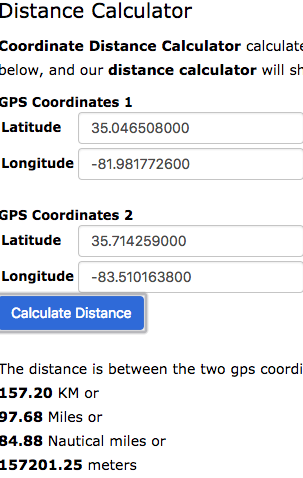 Distance Calculator
Coordinate Distance Calculator calculate
below, and our distance calculator will sh
GPS Coordinates 1
Latitude 35.046508000
Longitude -81.981772600
GPS Coordinates 2
Latitude 35.714259000
Longitude -83.510163800
Calculate Distance
The distance is between the two gps coordi
157.20 KM or
97.68 Miles or
84.88 Nautical miles or
157201.25 meters